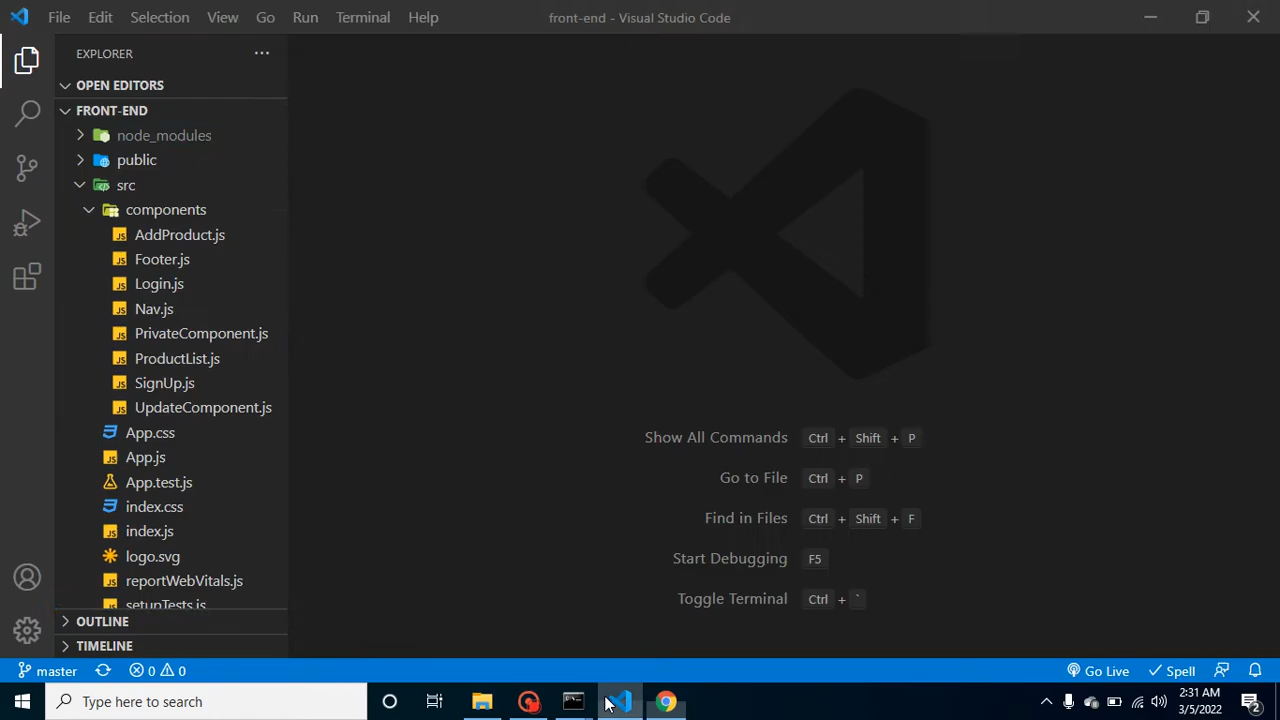 File Edit Selection View Go Run Terminal Help front-end - Visual Studio Code
EXPLORER
OPEN EDITORS
FRONT-END
node_modules
public
src
components
AddProduct.js
Footer.js
Login.js
Nav.js
PrivateComponent.js
ProductList.js
SignUp.js
UpdateComponent.js
App.css
App.js
App.test.js
index.css
index.js
logo.svg
reportWebVitals.js
setupTests.js
OUTLINE
TIMELINE
Show All Commands Ctrl + Shift + P
Go to File Ctrl + P
Find in Files Ctrl + Shift + F
Start Debugging F5
Toggle Terminal Ctrl + `
master 0 0 Go Live Spell
Type here to search
2:31 AM
3/5/2022
2